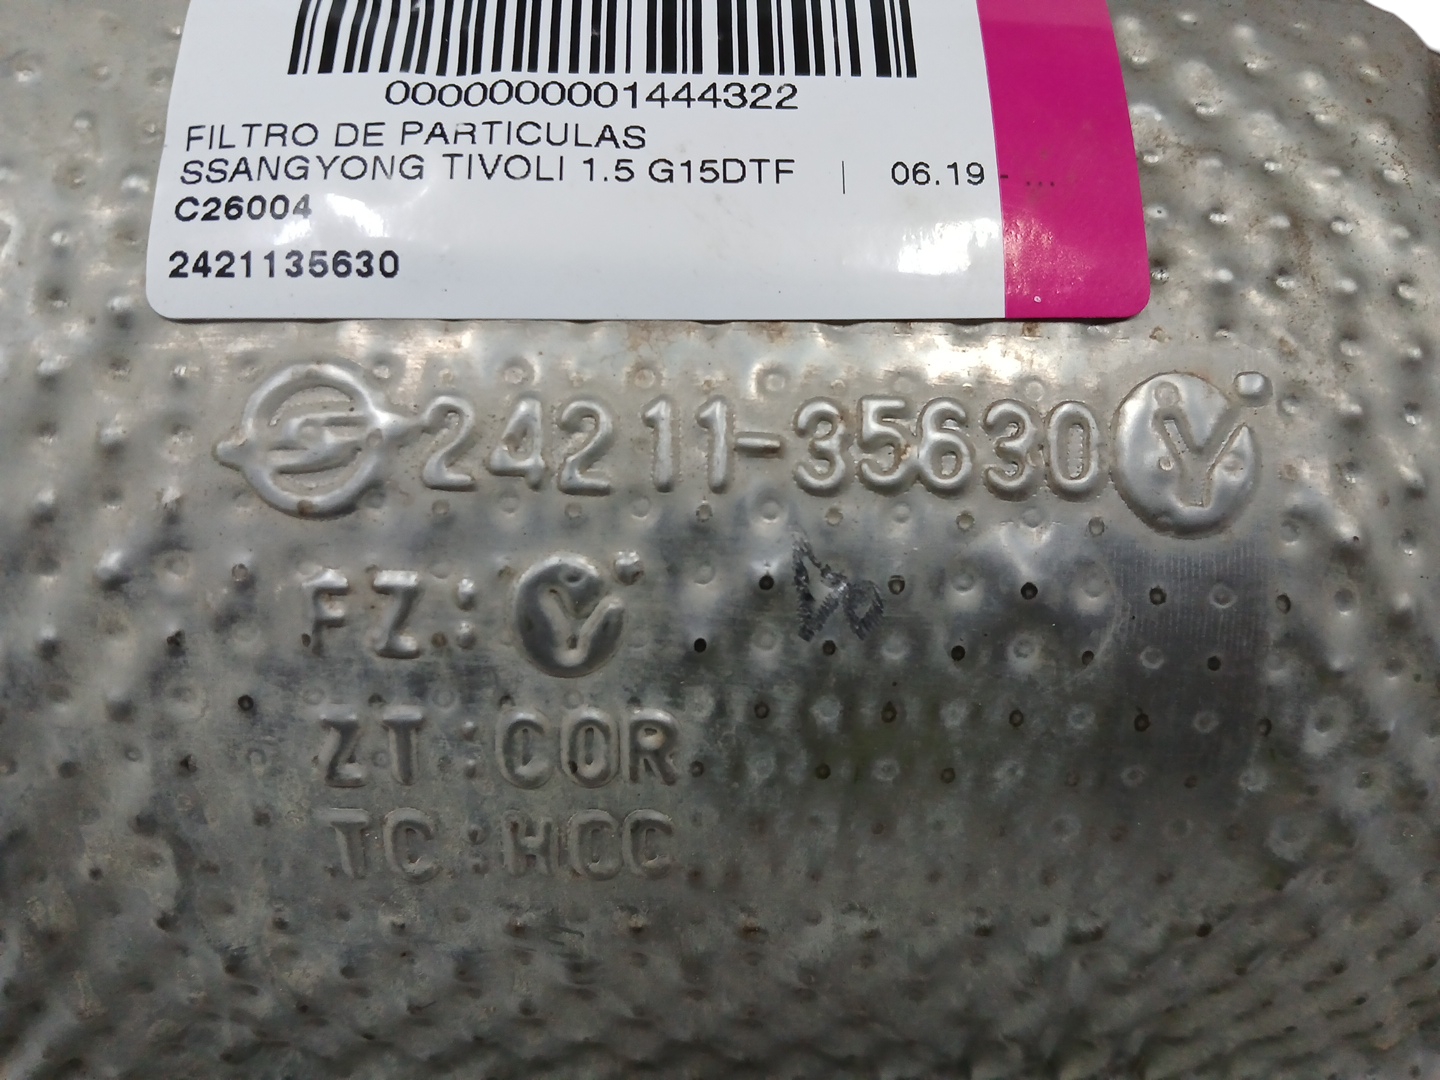 0000000001444322
FILTRO DE PARTICULAS
SSANGYONG TIVOLI 1.5 G15DTF | 06.19 - ...
C26004
2421135630
24211-35630 Y
FZ: Y
ZT:COR
TC:HCC